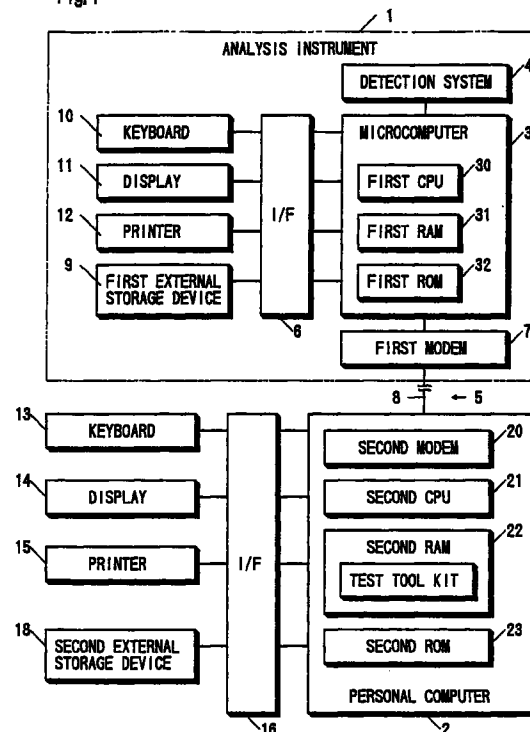 Fig.1
1
ANALYSIS INSTRUMENT
4
DETECTION SYSTEM
10
KEYBOARD
MICROCOMPUTER
3
11
DISPLAY
FIRST CPU
30
I/F
12
PRINTER
FIRST RAM
31
9
FIRST EXTERNAL
STORAGE DEVICE
FIRST ROM
32
6
7
FIRST MODEM
8
5
13
KEYBOARD
20
SECOND MODEM
14
DISPLAY
21
SECOND CPU
15
PRINTER
I/F
22
SECOND RAM
TEST TOOL KIT
18
SECOND EXTERNAL
STORAGE DEVICE
23
SECOND ROM
PERSONAL COMPUTER
16
2